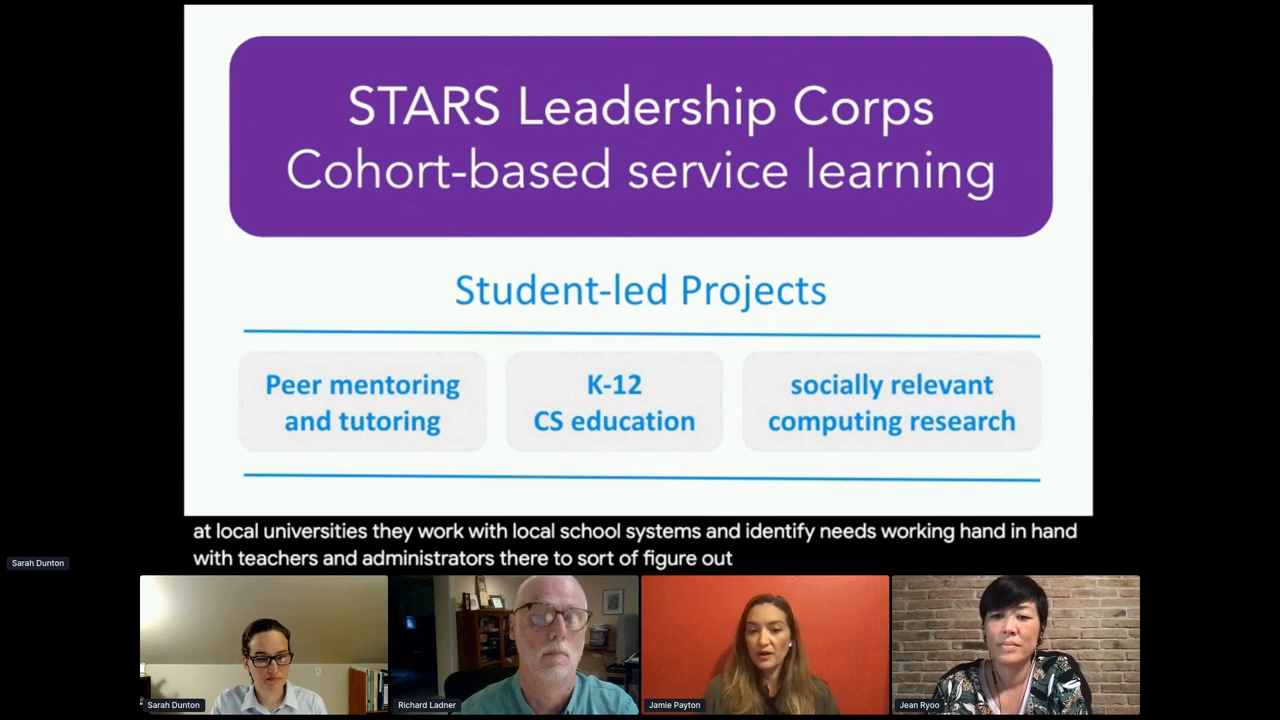 STARS Leadership Corps
Cohort-based service learning
Student-led Projects
Peer mentoring
and tutoring
K-12
CS education
socially relevant
computing research
at local universities they work with local school systems and identify needs working hand in hand
with teachers and administrators there to sort of figure out
Sarah Dunton
Sarah Dunton
Richard Ladner
Jamie Payton
Jean Ryoo